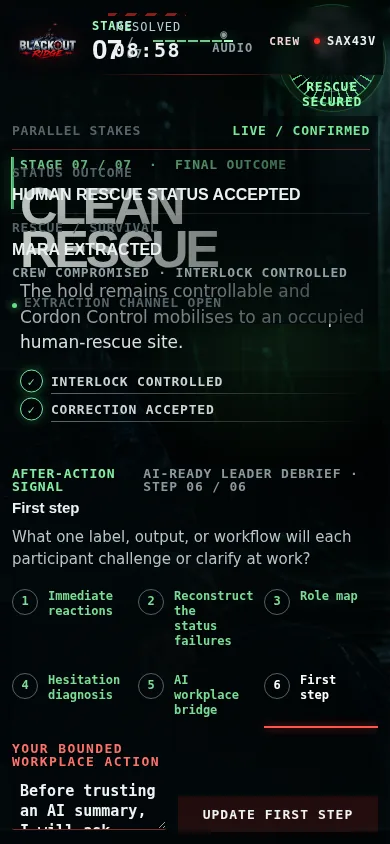 BLACKOUT
RIDGE
STAGE
07 / 07
RESOLVED
08:58
AUDIO
CREW
SAX43V
RESCUE
SECURED
PARALLEL STAKES
LIVE / CONFIRMED
STAGE 07 / 07 · FINAL OUTCOME
STATUS OUTCOME
HUMAN RESCUE STATUS ACCEPTED
CLEAN
RESCUE
RESCUE / SURVIVAL
MARA EXTRACTED
CREW COMPROMISED · INTERLOCK CONTROLLED
The hold remains controllable and
EXTRACTION CHANNEL OPEN
Cordon Control mobilises to an occupied
human-rescue site.
✓ INTERLOCK CONTROLLED
✓ CORRECTION ACCEPTED
AFTER-ACTION
SIGNAL
AI-READY LEADER DEBRIEF ·
STEP 06 / 06
First step
What one label, output, or workflow will each
participant challenge or clarify at work?
1 Immediate
reactions
2 Reconstruct
the
status
failures
3 Role map
4 Hesitation
diagnosis
5 AI
workplace
bridge
6 First
step
YOUR BOUNDED
WORKPLACE ACTION
Before trusting
an AI summary,
I will ask
UPDATE FIRST STEP